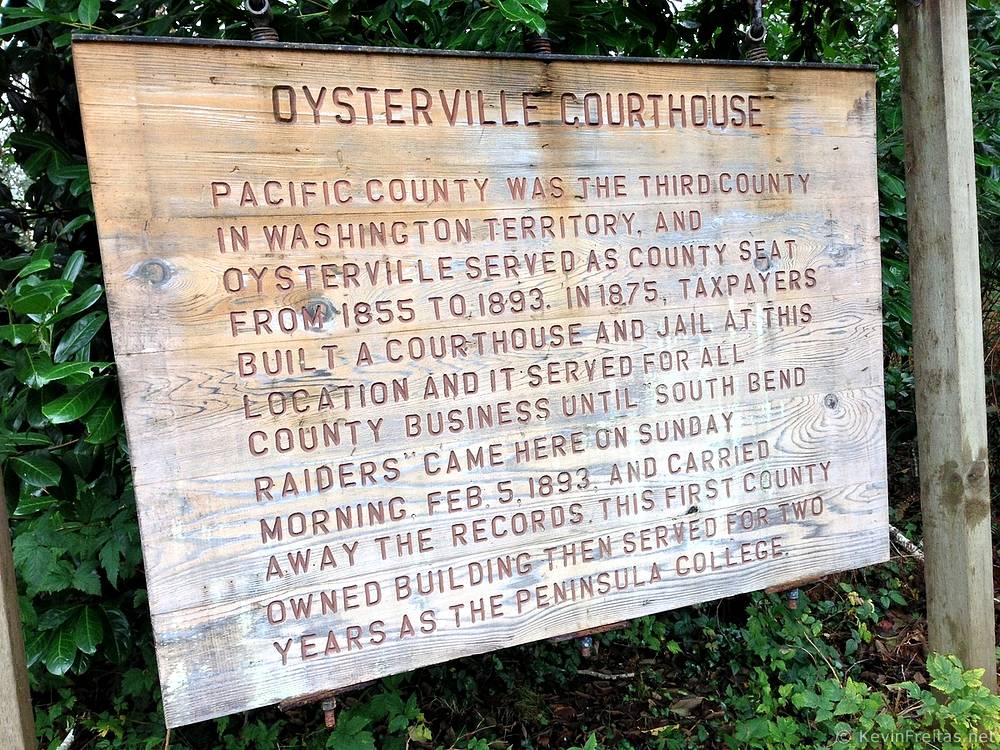 OYSTERVILLE COURTHOUSE
PACIFIC COUNTY WAS THE THIRD COUNTY
IN WASHINGTON TERRITORY, AND
OYSTERVILLE SERVED AS COUNTY SEAT
FROM 1855 TO 1893. IN 1875, TAXPAYERS
BUILT A COURTHOUSE AND JAIL AT THIS
LOCATION AND IT SERVED FOR ALL
COUNTY BUSINESS UNTIL "SOUTH BEND
RAIDERS" CAME HERE ON SUNDAY
MORNING, FEB. 5, 1893, AND CARRIED
AWAY THE RECORDS. THIS FIRST COUNTY
OWNED BUILDING THEN SERVED FOR TWO
YEARS AS THE PENINSULA COLLEGE.
© KevinFreitas.net